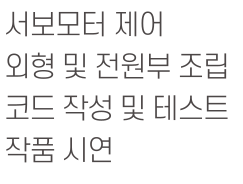 서보모터 제어
외형 및 전원부 조립
코드 작성 및 테스트
작품 시연